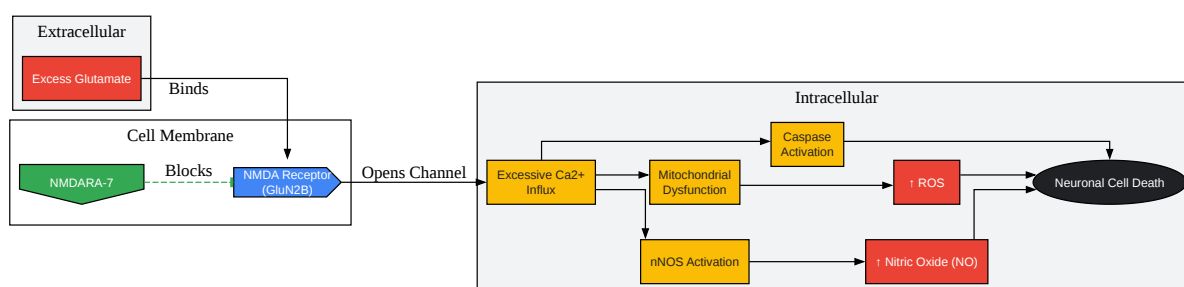 Extracellular
Excess Glutamate
Binds
Cell Membrane
NMDARA-7
Blocks
NMDA Receptor
(GluN2B)
Opens Channel
Intracellular
Excessive Ca2+
Influx
Caspase
Activation
Mitochondrial
Dysfunction
↑ ROS
Neuronal Cell Death
nNOS Activation
↑ Nitric Oxide (NO)